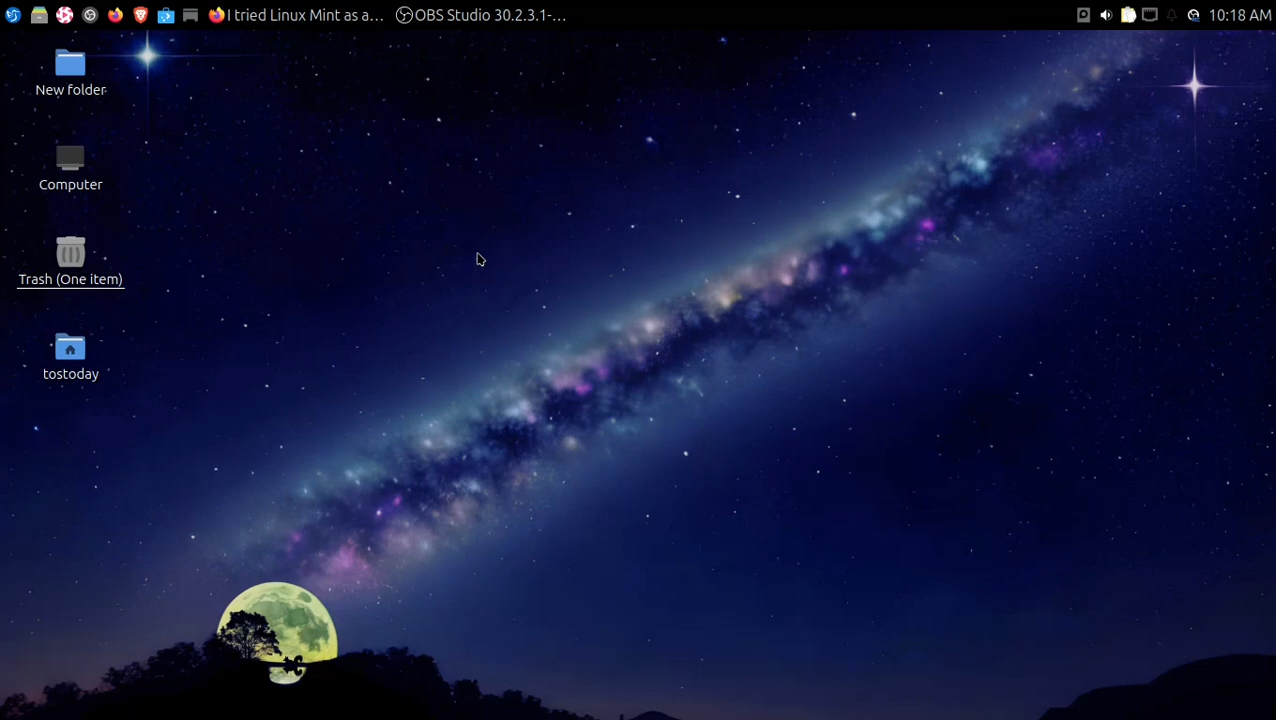 I tried Linux Mint as a...
OBS Studio 30.2.3.1-...
10:18 AM
New folder
Computer
Trash (One item)
tostoday